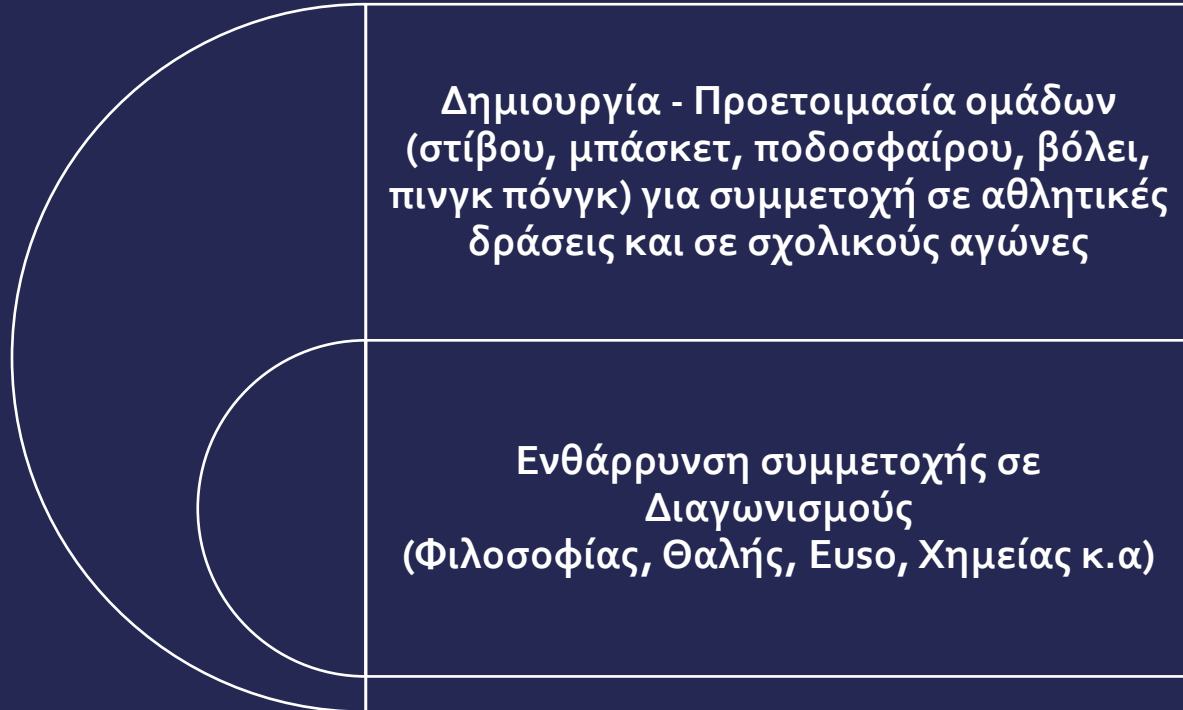 Δημιουργία - Προετοιμασία ομάδων
(στίβου, μπάσκετ, ποδοσφαίρου, βόλει,
πινγκ πόνγκ) για συμμετοχή σε αθλητικές
δράσεις και σε σχολικούς αγώνες
Ενθάρρυνση συμμετοχής σε
Διαγωνισμούς
(Φιλοσοφίας, Θαλής, Euso, Χημείας κ.α)